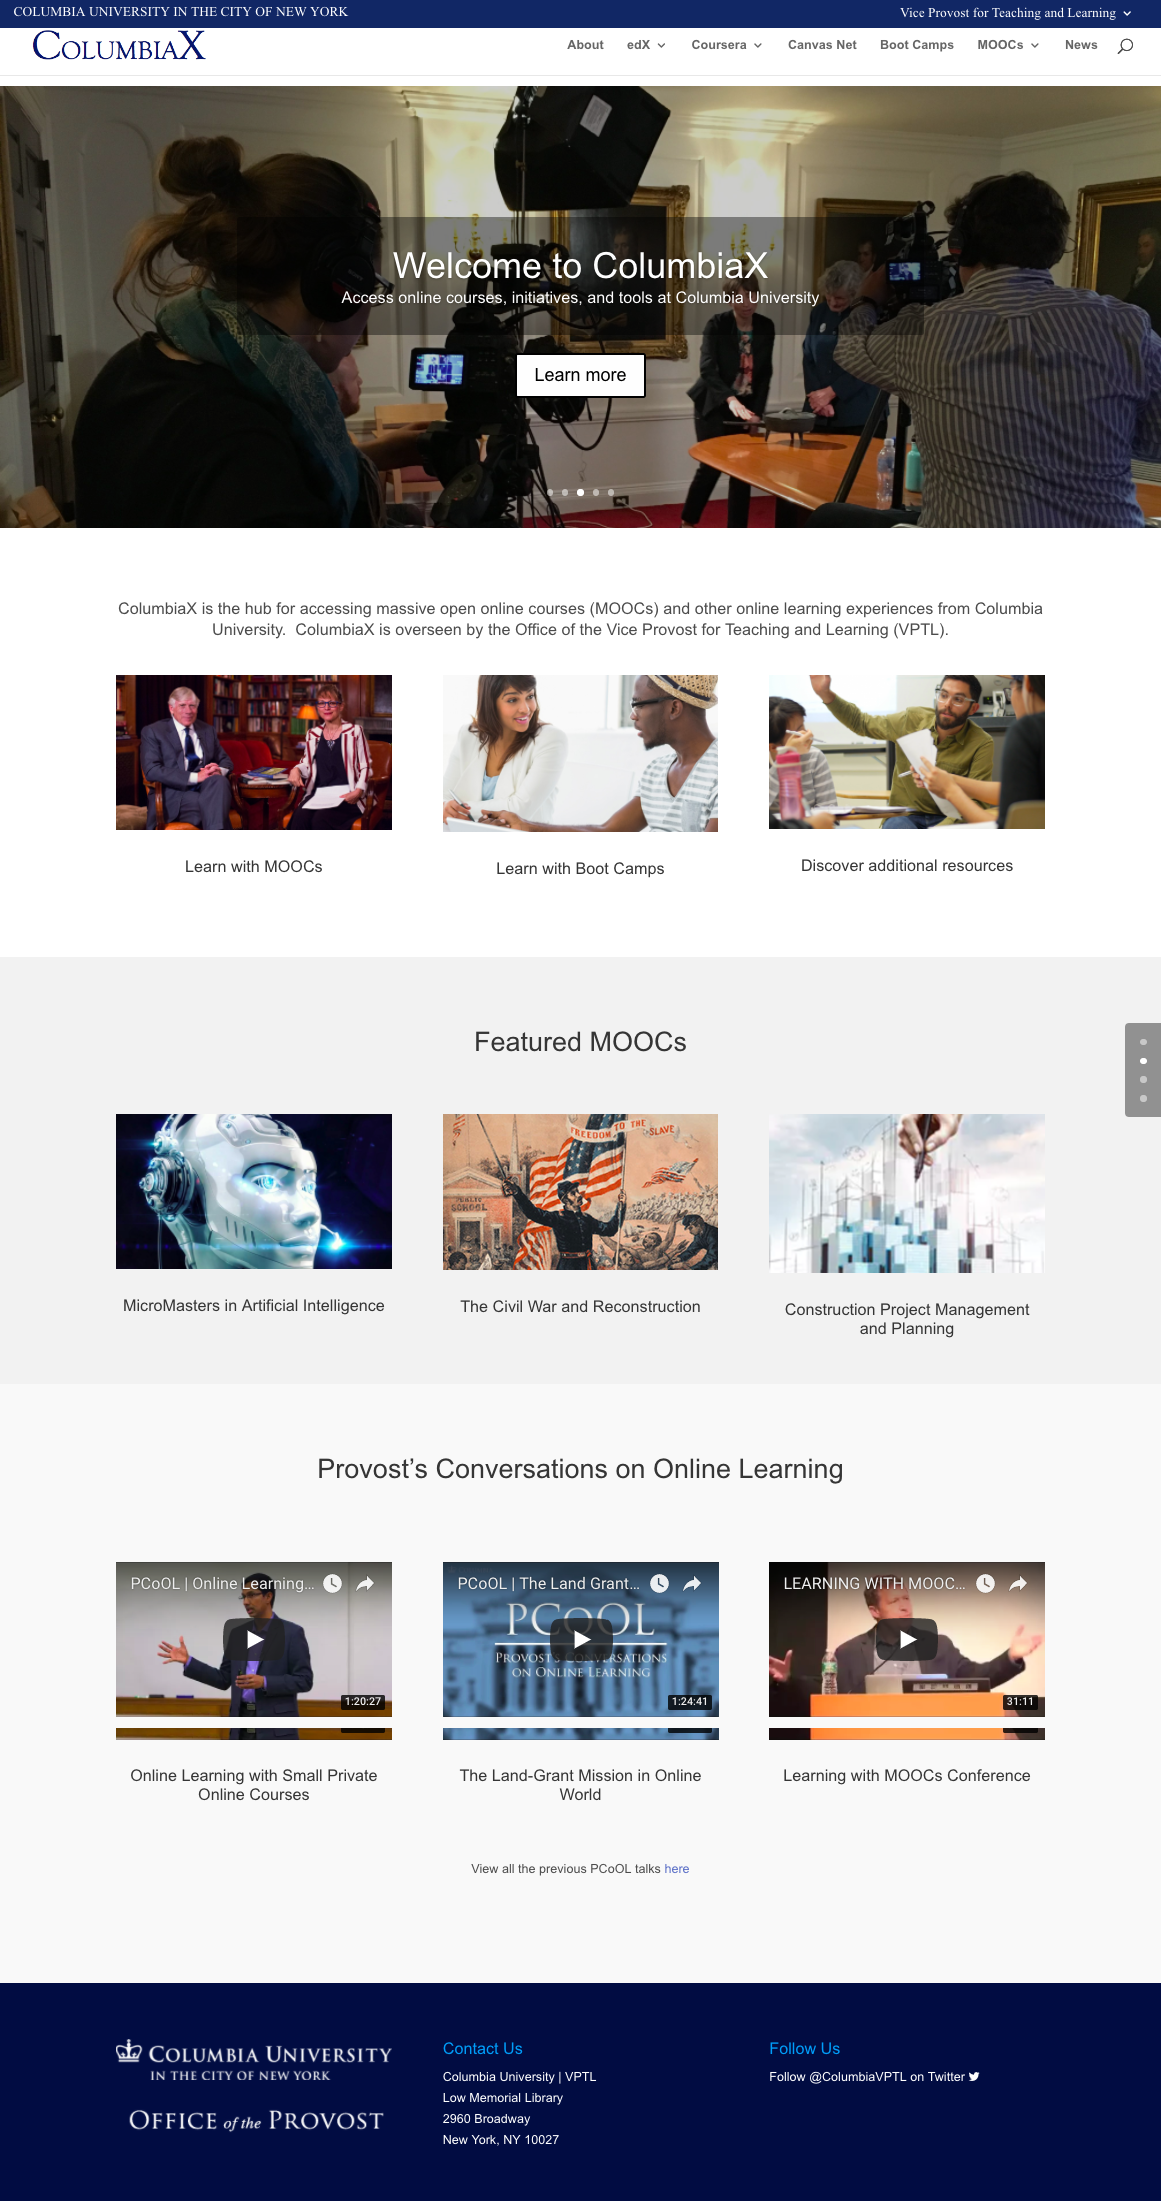 COLUMBIA UNIVERSITY IN THE CITY OF NEW YORK
Vice Provost for Teaching and Learning
COLUMBIAX
About edX Coursera Canvas Net Boot Camps MOOCs News
Welcome to ColumbiaX
Access online courses, initiatives, and tools at Columbia University
Learn more
ColumbiaX is the hub for accessing massive open online courses (MOOCs) and other online learning experiences from Columbia
University.  ColumbiaX is overseen by the Office of the Vice Provost for Teaching and Learning (VPTL).
Learn with MOOCs
Learn with Boot Camps
Discover additional resources
Featured MOOCs
FREEDOM TO THE SLAVE
PUBLIC SCHOOL
MicroMasters in Artificial Intelligence
The Civil War and Reconstruction
Construction Project Management
and Planning
Provost’s Conversations on Online Learning
PCoOL | Online Learning...
1:20:27
PCoOL | The Land Grant...
PCoOL
PROVOST'S CONVERSATIONS
ON ONLINE LEARNING
1:24:41
LEARNING WITH MOOC...
31:11
Online Learning with Small Private
Online Courses
The Land-Grant Mission in Online
World
Learning with MOOCs Conference
View all the previous PCoOL talks here
COLUMBIA UNIVERSITY
IN THE CITY OF NEW YORK
OFFICE of the PROVOST
Contact Us
Columbia University | VPTL
Low Memorial Library
2960 Broadway
New York, NY 10027
Follow Us
Follow @ColumbiaVPTL on Twitter